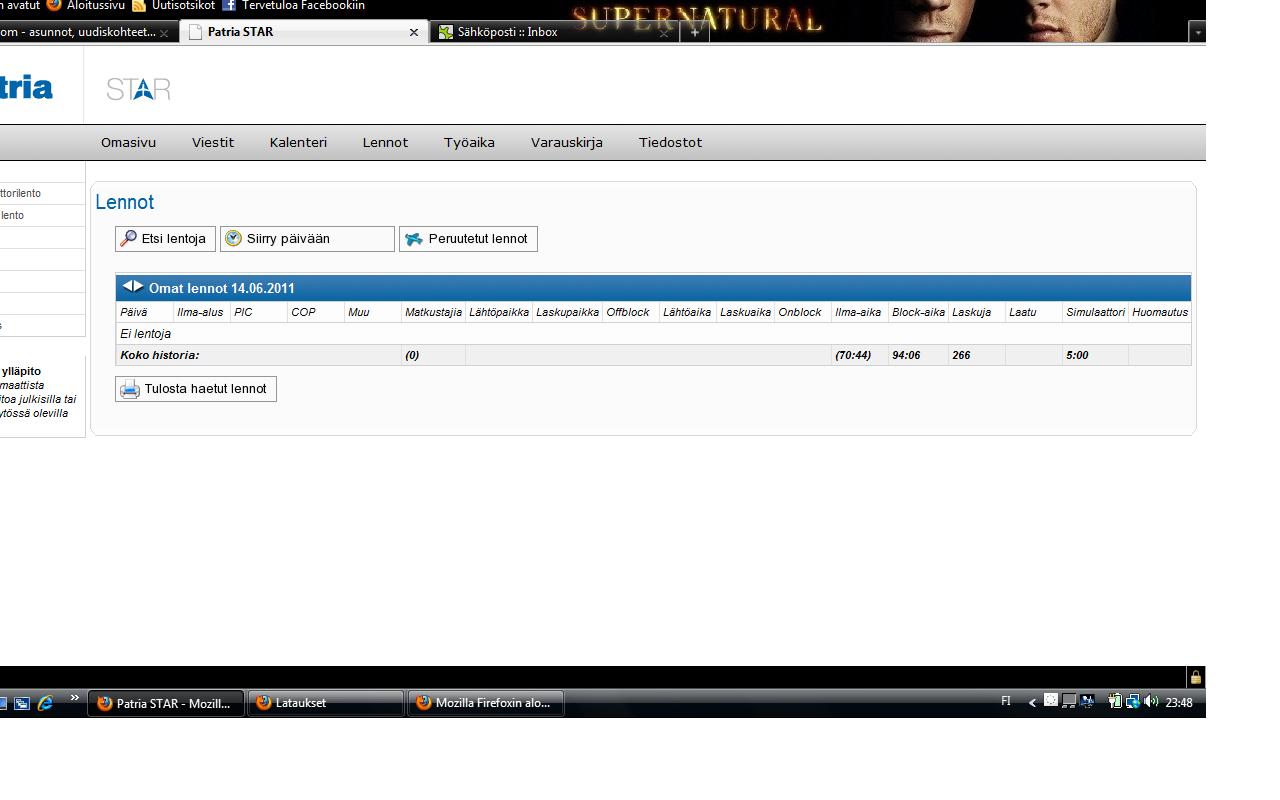 n avatut Aloitussivu Uutisotsikot Tervetuloa Facebookiin
SUPERNATURAL
om - asunnot, uudiskohteet... Patria STAR Sähköposti :: Inbox
tria STAR
Omasivu Viestit Kalenteri Lennot Työaika Varauskirja Tiedostot
ttorilento
lento
s
ylläpito
maattista
itoa julkisilla tai
ytössä olevilla
Lennot
Etsi lentoja Siirry päivään Peruutetut lennot
Omat lennot 14.06.2011
Päivä Ilma-alus PIC COP Muu Matkustajia Lähtöpaikka Laskupaikka Offblock Lähtöaika Laskuaika Onblock Ilma-aika Block-aika Laskuja Laatu Simulaattori Huomautus
Ei lentoja
Koko historia: (0) (70:44) 94:06 266 5:00
Tulosta haetut lennot
Patria STAR - Mozill... Lataukset Mozilla Firefoxin alo... FI 23:48